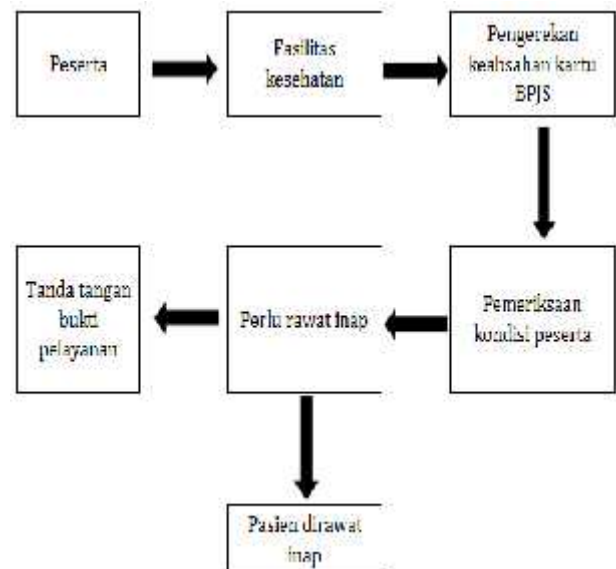 Peserta
Fasilitas
kesehatan
Pengecekan
keabsahan kartu
BPJS
Tanda tangan
bukti
pelayanan
Perlu rawat inap
Pemeriksaan
kondisi peserta
Pasien dirawat
inap